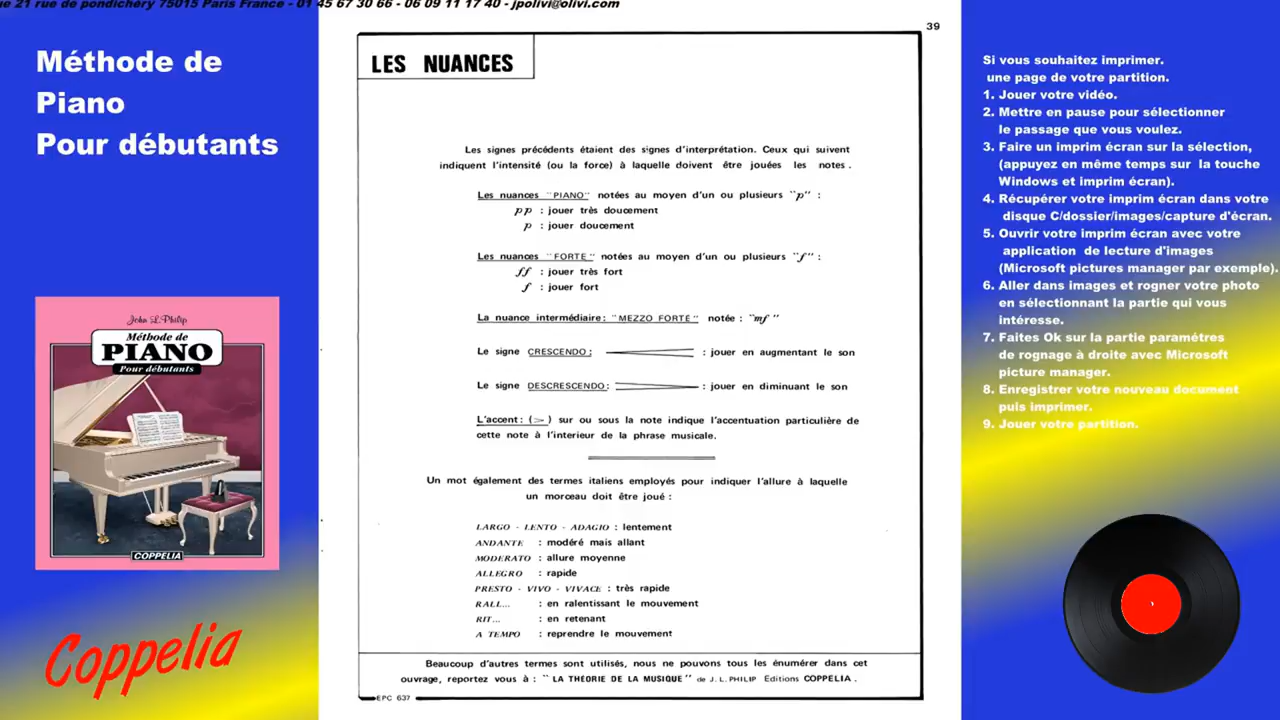 ue 21 rue de pondichéry 75015 Paris France - 01 45 67 30 66 - 06 09 11 17 40 - jpolivi@olivi.com
Méthode de
Piano
Pour débutants
John L. Philip
Méthode de
PIANO
Pour débutants
COPPELIA
Coppelia
39
LES NUANCES
Les signes précédents étaient des signes d'interprétation. Ceux qui suivent
indiquent l'intensité (ou la force) à laquelle doivent être jouées les notes .
Les nuances "PIANO" notées au moyen d'un ou plusieurs "p" :
pp : jouer très doucement
p : jouer doucement
Les nuances "FORTE" notées au moyen d'un ou plusieurs "f" :
ff : jouer très fort
f : jouer fort
La nuance intermédiaire : "MEZZO FORTE" notée : "mf"
Le signe CRESCENDO : : jouer en augmentant le son
Le signe DESCRESCENDO : : jouer en diminuant le son
L'accent : (>) sur ou sous la note indique l'accentuation particulière de
cette note à l'interieur de la phrase musicale.
Un mot également des termes italiens employés pour indiquer l'allure à laquelle
un morceau doit être joué :
LARGO - LENTO - ADAGIO : lentement
ANDANTE : modéré mais allant
MODERATO : allure moyenne
ALLEGRO : rapide
PRESTO - VIVO - VIVACE : très rapide
RALL... : en ralentissant le mouvement
RIT... : en retenant
A TEMPO : reprendre le mouvement
Beaucoup d'autres termes sont utilisés, nous ne pouvons tous les énumérer dans cet
ouvrage, reportez vous à : "LA THÉORIE DE LA MUSIQUE" de J. L. PHILIP Editions COPPELIA .
EPC 637
Si vous souhaitez imprimer.
une page de votre partition.
1. Jouer votre vidéo.
2. Mettre en pause pour sélectionner
le passage que vous voulez.
3. Faire un imprim écran sur la sélection,
(appuyez en même temps sur la touche
Windows et imprim écran).
4. Récupérer votre imprim écran dans votre
disque C/dossier/images/capture d'écran.
5. Ouvrir votre imprim écran avec votre
application de lecture d'images
(Microsoft pictures manager par exemple).
6. Aller dans images et rogner votre photo
en sélectionnant la partie qui vous
intéresse.
7. Faites Ok sur la partie paramétres
de rognage à droite avec Microsoft
picture manager.
8. Enregistrer votre nouveau document
puis imprimer.
9. Jouer votre partition.